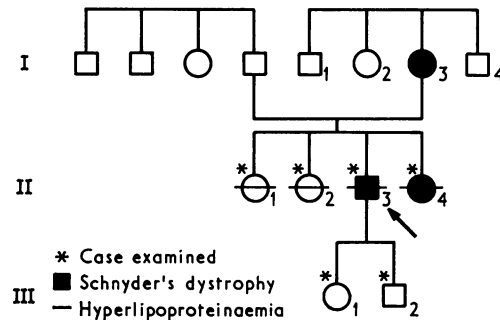 I
1
2
3
4
II
* 1
* 2
* 3
* 4
* Case examined
Schnyder's dystrophy
Hyperlipoproteinaemia
III
* 1
* 2